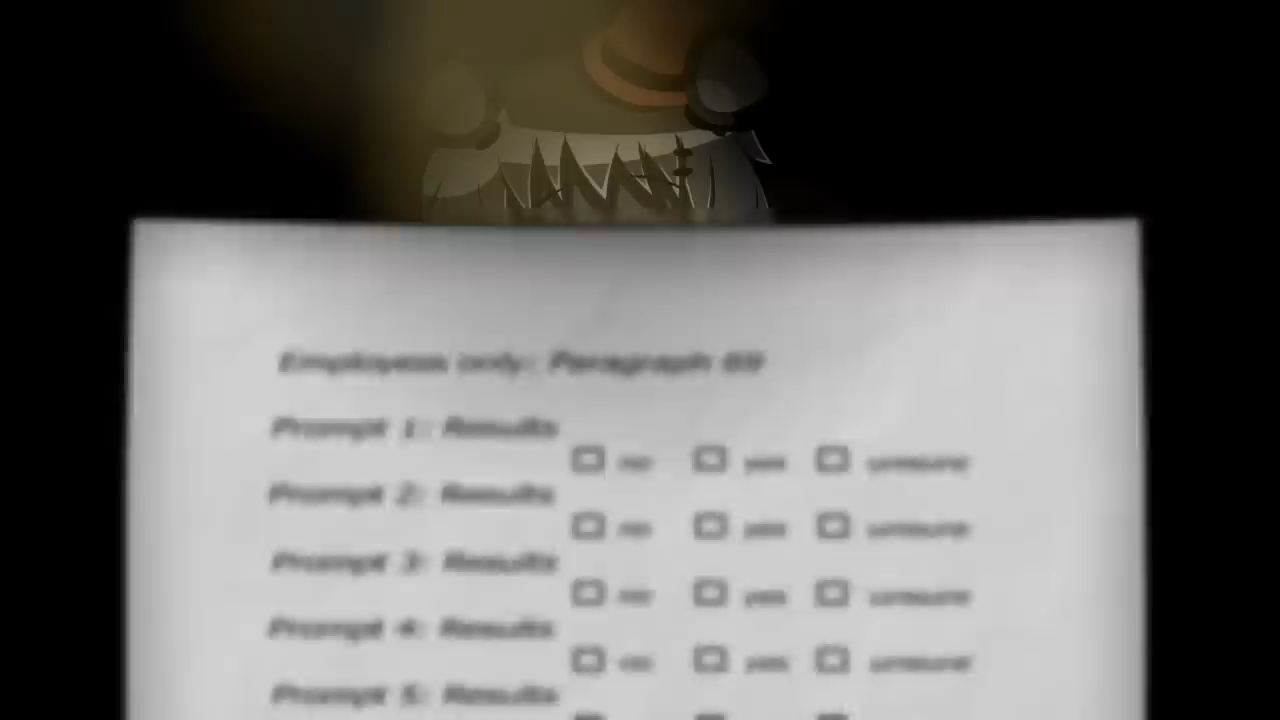 Employees only: Paragraph 69
Prompt 1: Results
no yes unsure
Prompt 2: Results
no yes unsure
Prompt 3: Results
no yes unsure
Prompt 4: Results
no yes unsure
Prompt 5: Results